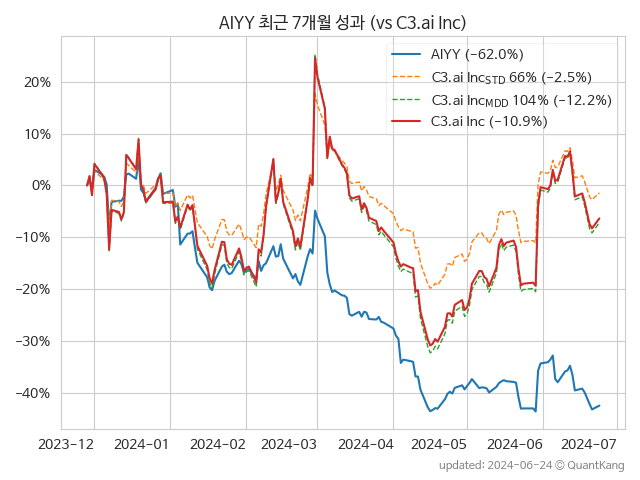 AIYY 최근 7개월 성과 (vs C3.ai Inc)
AIYY (−62.0%)
C3.ai Inc_STD 66% (−2.5%)
C3.ai Inc_MDD 104% (−12.2%)
C3.ai Inc (−10.9%)
20%
10%
0%
−10%
−20%
−30%
−40%
2023−12 2024−01 2024−02 2024−03 2024−04 2024−05 2024−06 2024−07
updated: 2024−06−24 © QuantKang